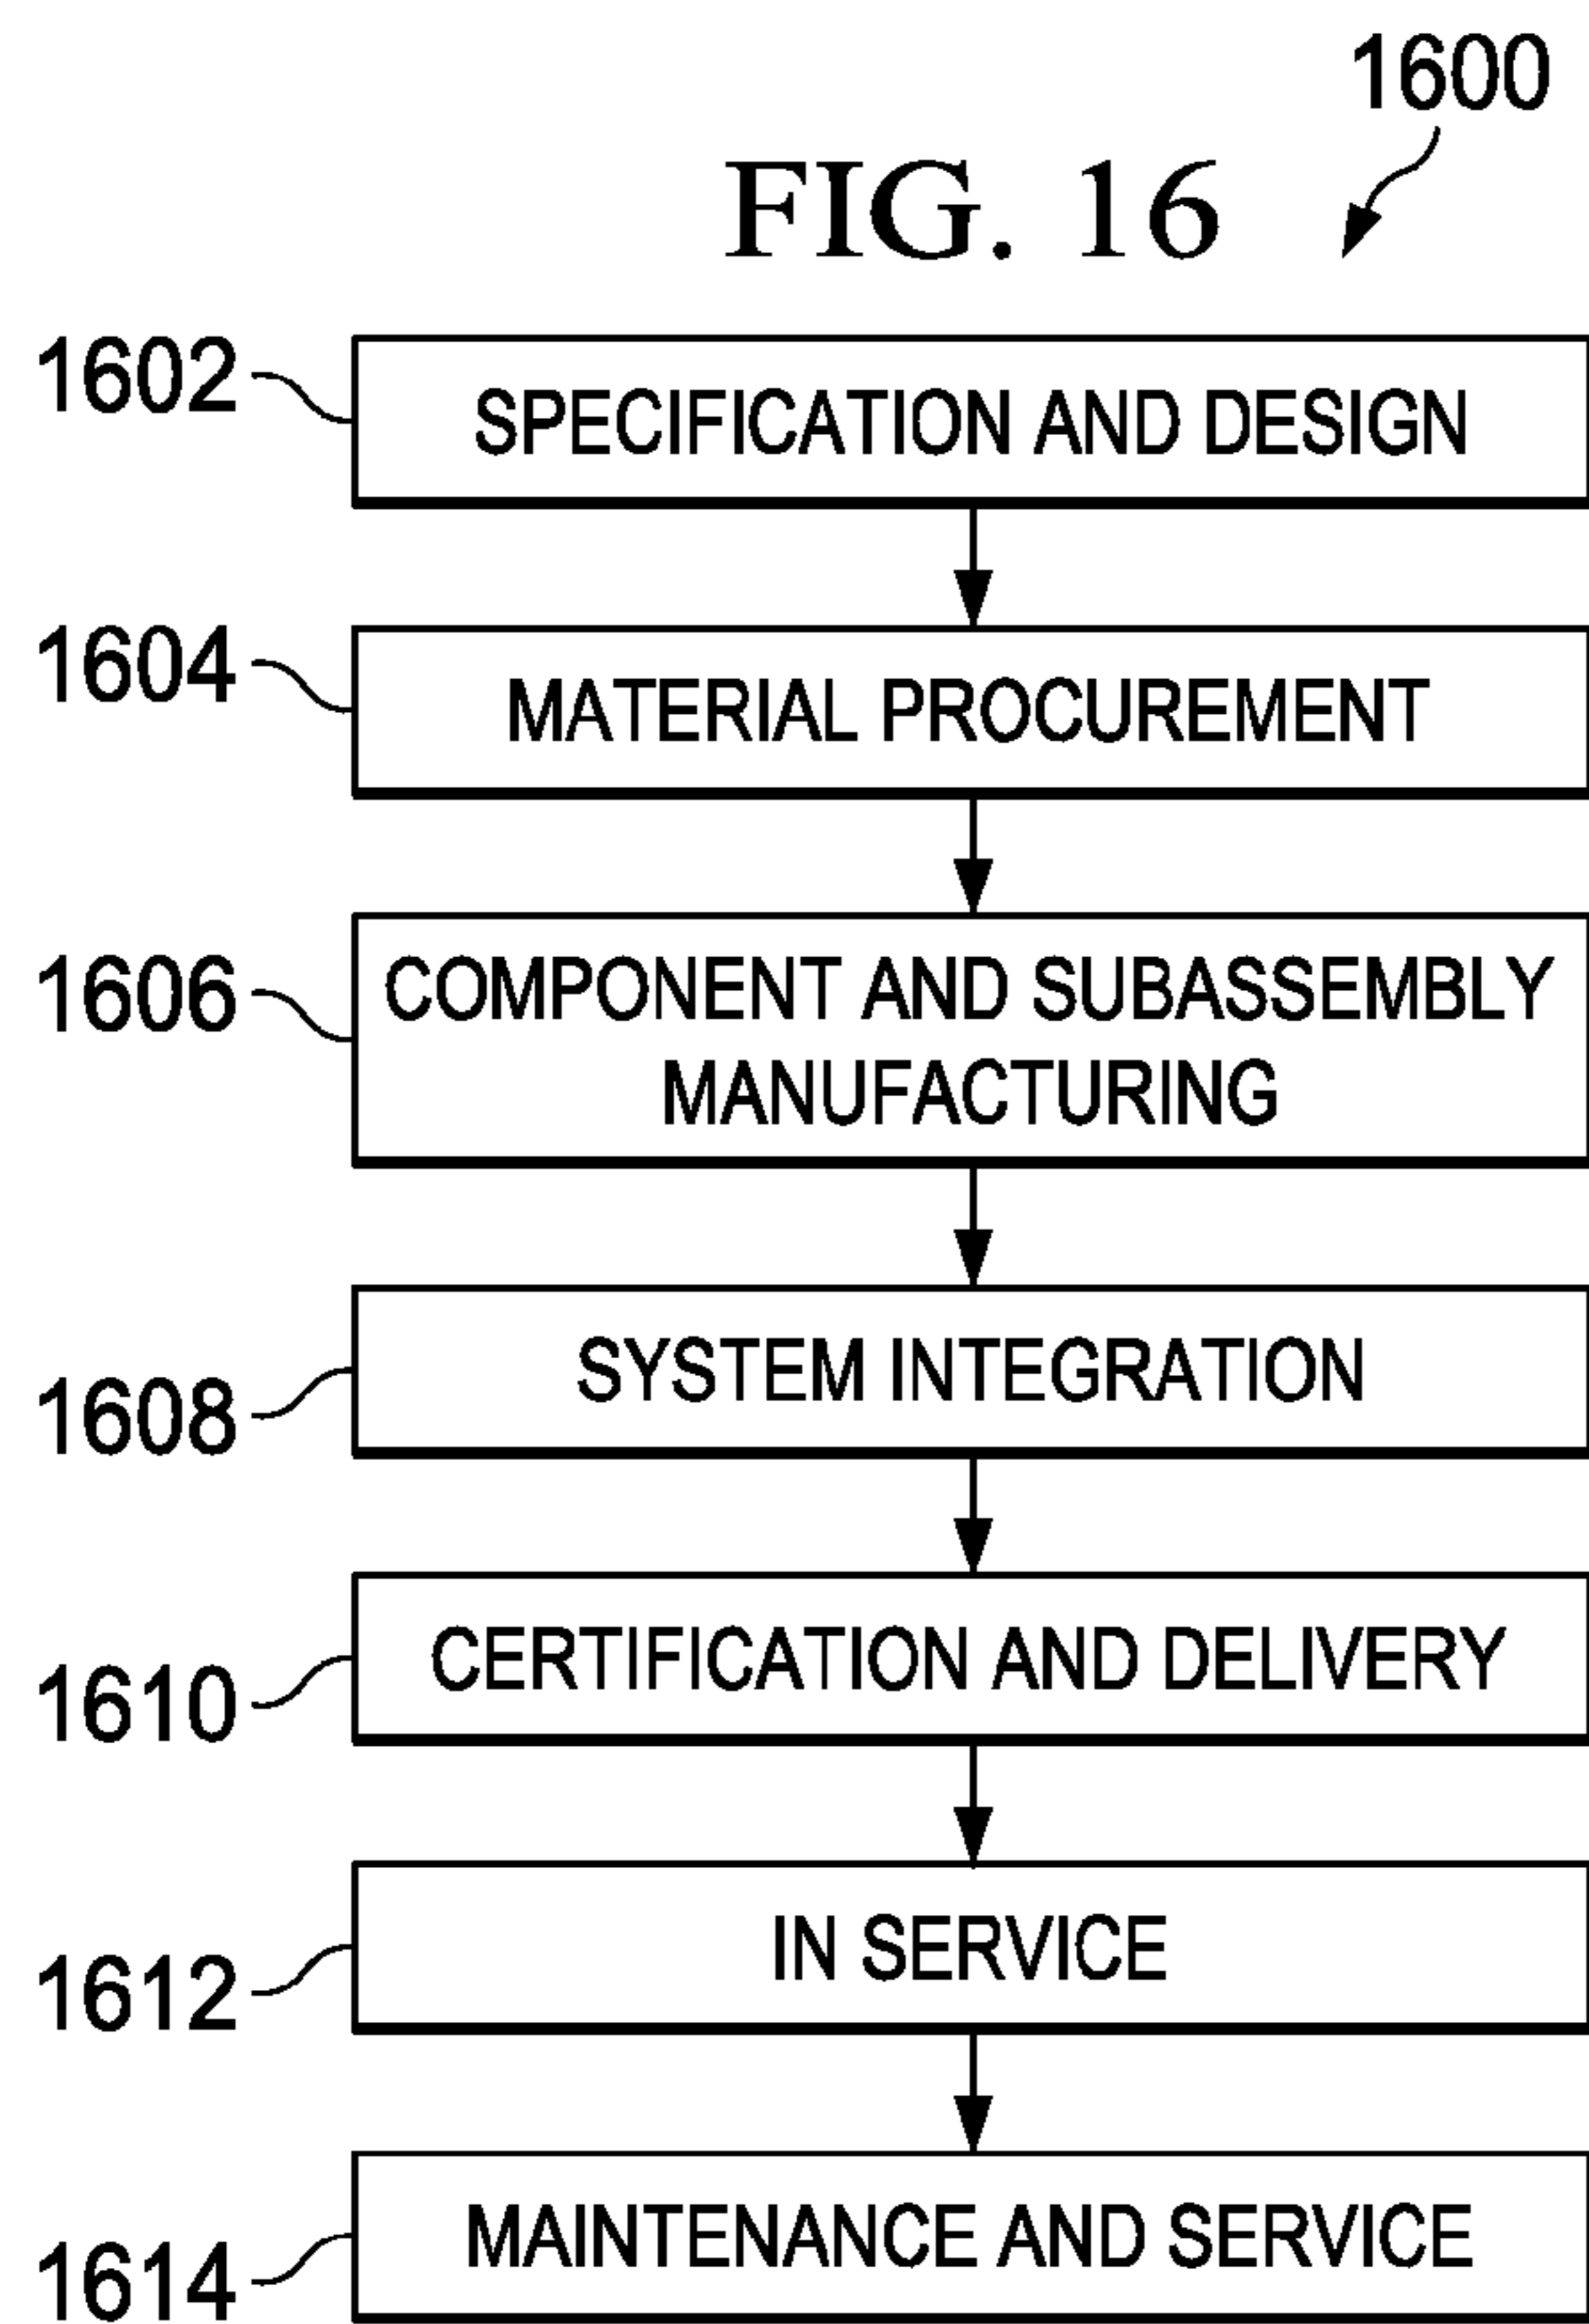 1600
FIG. 16
1602
SPECIFICATION AND DESIGN
1604
MATERIAL PROCUREMENT
1606
COMPONENT AND SUBASSEMBLY
MANUFACTURING
1608
SYSTEM INTEGRATION
1610
CERTIFICATION AND DELIVERY
1612
IN SERVICE
1614
MAINTENANCE AND SERVICE